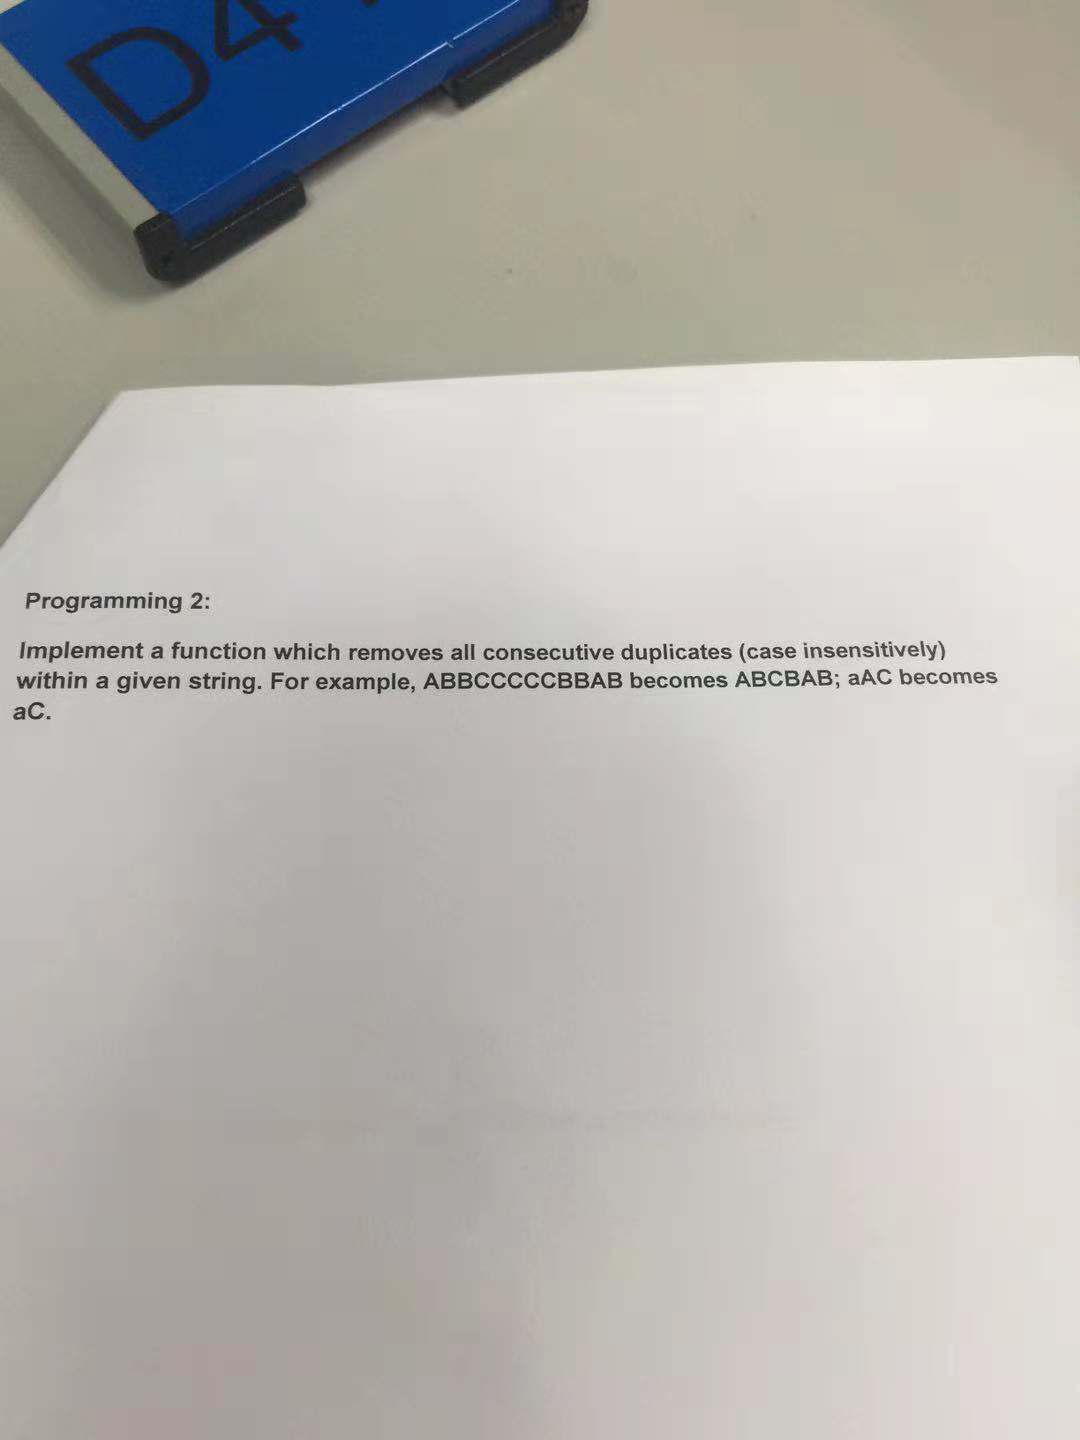 D4
Programming 2:
Implement a function which removes all consecutive duplicates (case insensitively)
within a given string. For example, ABBCCCCCBBAB becomes ABCBAB; aAC becomes
aC.